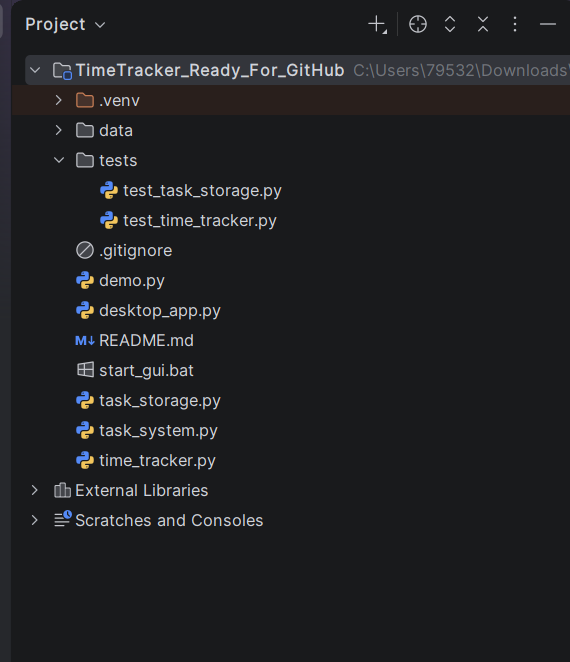 Project
TimeTracker_Ready_For_GitHub C:\Users\79532\Downloads\
.venv
data
tests
test_task_storage.py
test_time_tracker.py
.gitignore
demo.py
desktop_app.py
M↓ README.md
start_gui.bat
task_storage.py
task_system.py
time_tracker.py
External Libraries
Scratches and Consoles